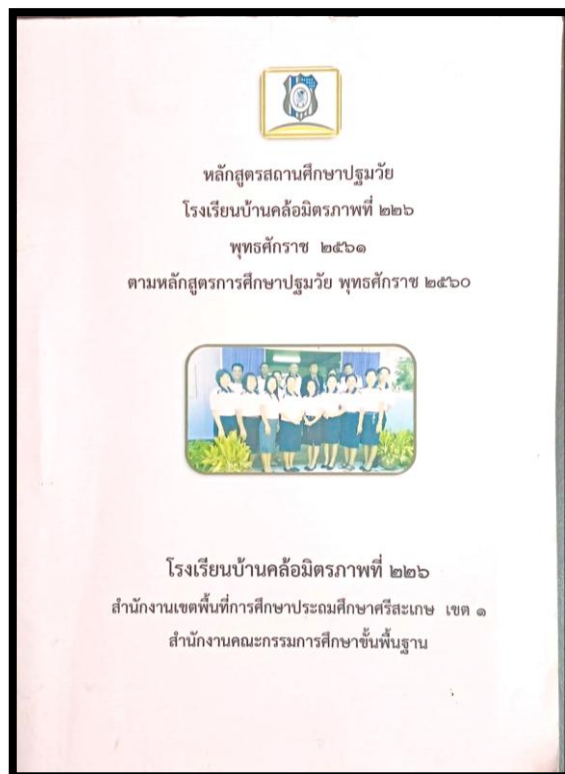 หลักสูตรสถานศึกษาปฐมวัย
โรงเรียนบ้านคล้อมิตรภาพที่ ๒๒๖
พุทธศักราช ๒๕๖๑
ตามหลักสูตรการศึกษาปฐมวัย พุทธศักราช ๒๕๖๐
โรงเรียนบ้านคล้อมิตรภาพที่ ๒๒๖
สำนักงานเขตพื้นที่การศึกษาประถมศึกษาศรีสะเกษ เขต ๑
สำนักงานคณะกรรมการศึกษาขั้นพื้นฐาน